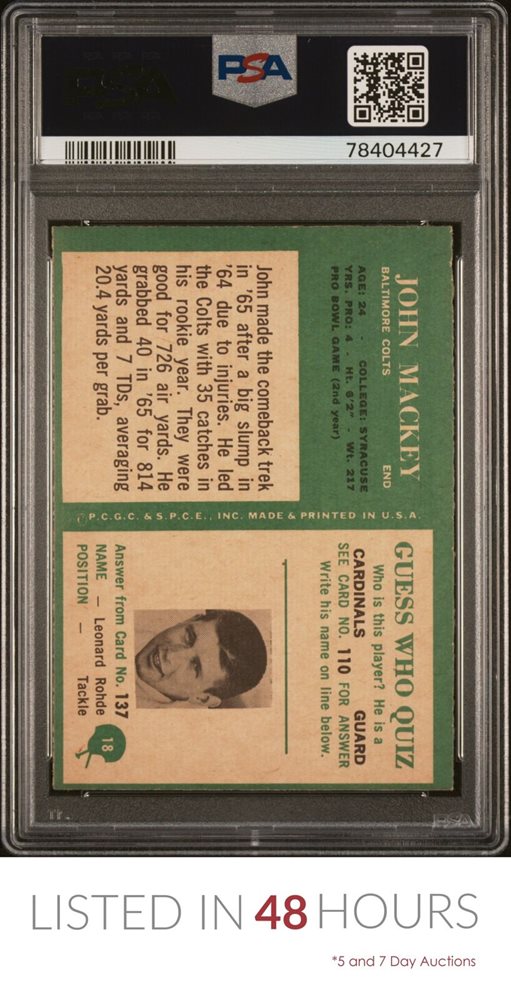 PSA
PSA
78404427
JOHN MACKEY
BALTIMORE COLTS END
AGE: 24 · COLLEGE: SYRACUSE
YRS. PRO: 4 · Ht. 6'2" · Wt. 217
PRO BOWL GAME (2nd year)
John made the comeback trek
in '65 after a big slump in
'64 due to injuries. He led
the Colts with 35 catches in
his rookie year. They were
good for 726 air yards. He
grabbed 40 in '65 for 814
yards and 7 TDs, averaging
20.4 yards per grab.
©P.C.G.C. & S.P.C.E., INC. MADE & PRINTED IN U.S.A.
GUESS WHO QUIZ
Who is this player? He is a
CARDINALS GUARD
SEE CARD NO. 110 FOR ANSWER
Write his name on line below.
Answer from Card No. 137
NAME — Leonard Rohde
POSITION — Tackle
18
PSA
LISTED IN 48 HOURS
*5 and 7 Day Auctions